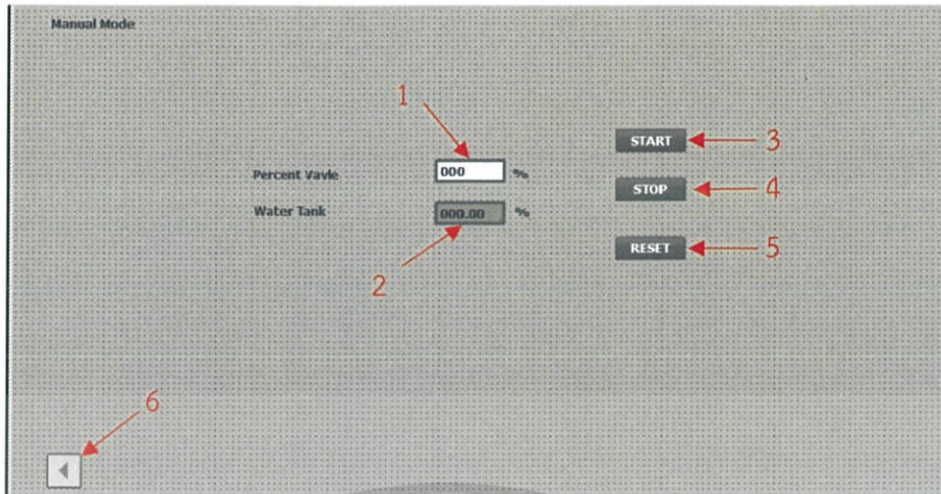 Manual Mode
1
START
3
Percent Vavle
000
%
STOP
4
Water Tank
000.00
%
RESET
5
2
6